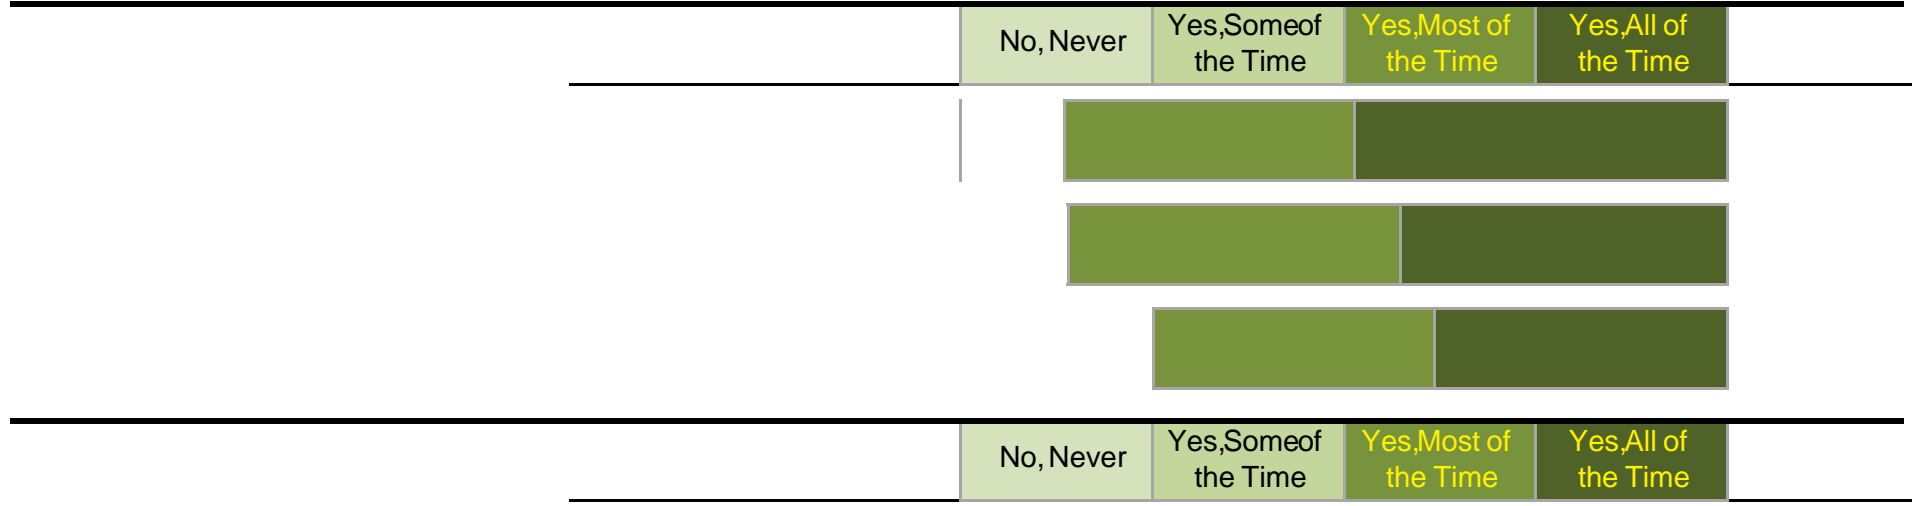 No, Never
Yes,Someof
the Time
Yes,Most of
the Time
Yes,All of
the Time
No, Never
Yes,Someof
the Time
Yes,Most of
the Time
Yes,All of
the Time